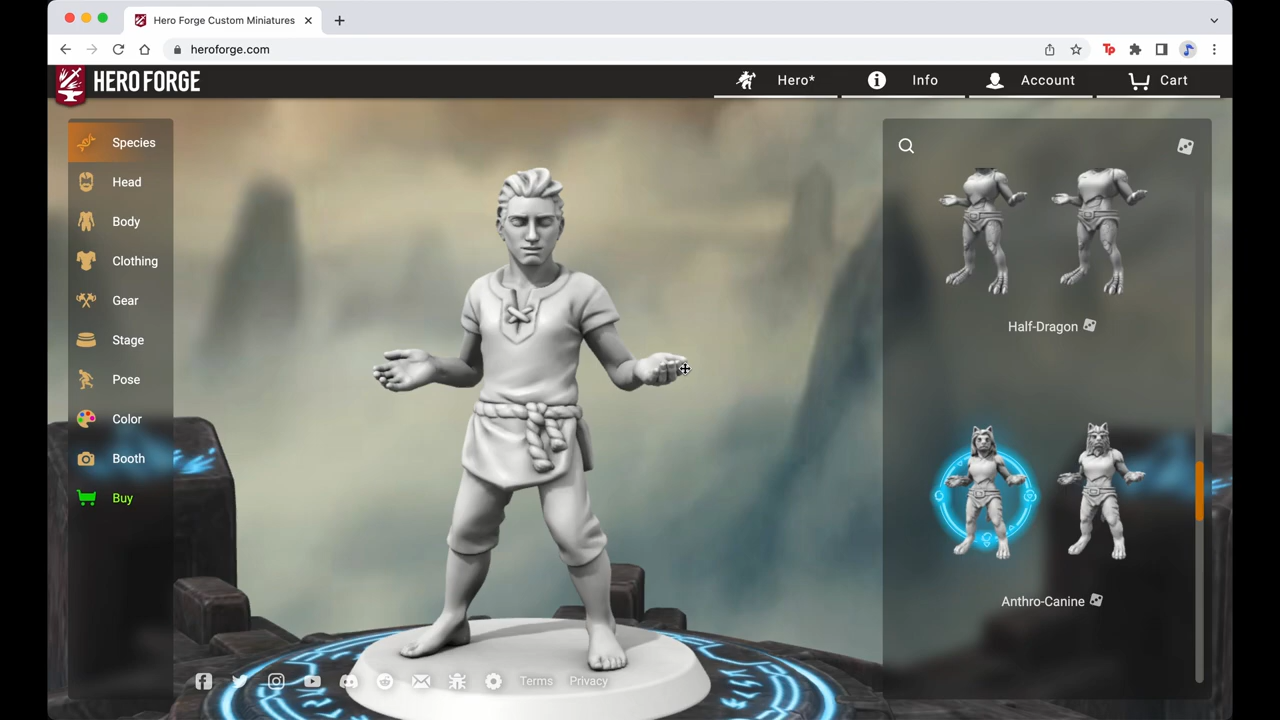 Hero Forge Custom Miniatures
heroforge.com
Tp
HERO FORGE
Hero*
Info
Account
Cart
Species
Head
Body
Clothing
Gear
Stage
Pose
Color
Booth
Buy
Half-Dragon
Anthro-Canine
Terms
Privacy